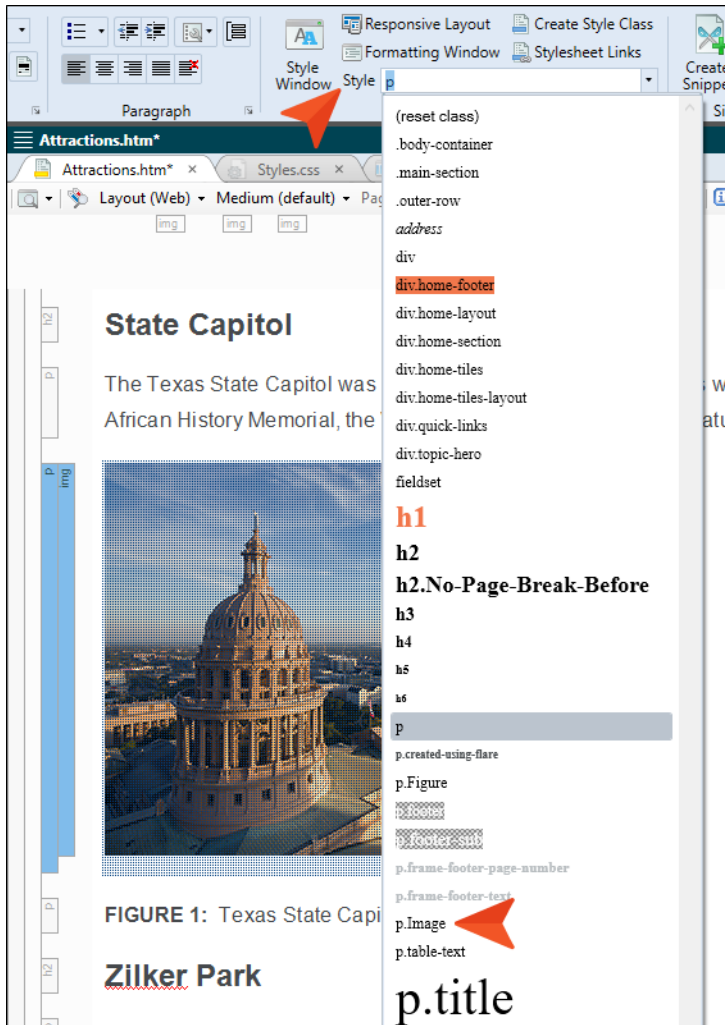 Responsive Layout
Create Style Class
Formatting Window
Stylesheet Links
Style
Window
Style
p
Create
Paragraph
Attractions.htm*
Attractions.htm* ×
Styles.css ×
Layout (Web)
Medium (default)
img
img
img
(reset class)
.body-container
.main-section
.outer-row
address
div
div.home-footer
div.home-layout
div.home-section
div.home-tiles
div.home-tiles-layout
div.quick-links
div.topic-hero
fieldset
h1
h2
h2.No-Page-Break-Before
h3
h4
h5
h6
p
p.created-using-flare
p.Figure
p.footer
p.footer-sub
p.frame-footer-page-number
p.frame-footer-text
p.Image
p.table-text
p.title
h2
State Capitol
p
The Texas State Capitol was
African History Memorial, the
p
img
p
FIGURE 1: Texas State Capi
h2
Zilker Park